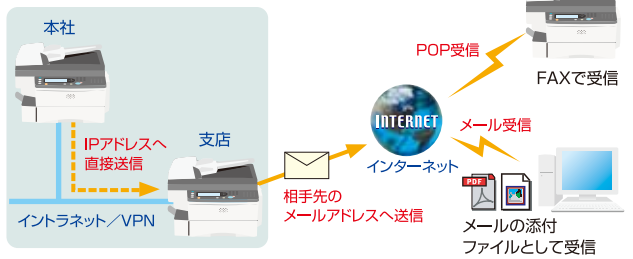 本社
IPアドレスへ
直接送信
支店
イントラネット／VPN
相手先の
メールアドレスへ送信
INTERNET
インターネット
POP受信
FAXで受信
メール受信
PDF
メールの添付
ファイルとして受信